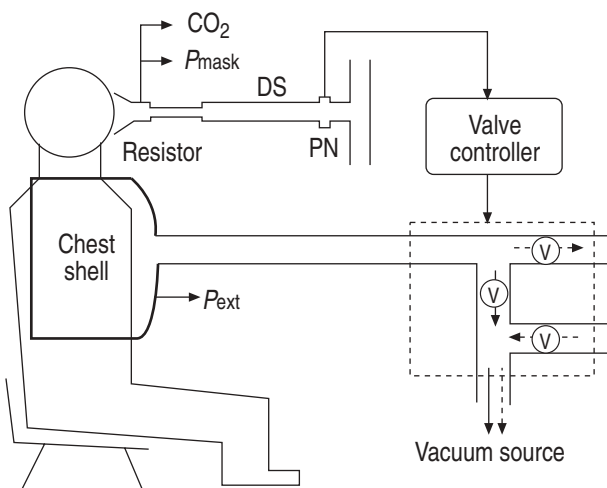 CO₂
Pmask
DS
Resistor
PN
Valve
controller
Chest
shell
Pext
V
V
V
Vacuum source